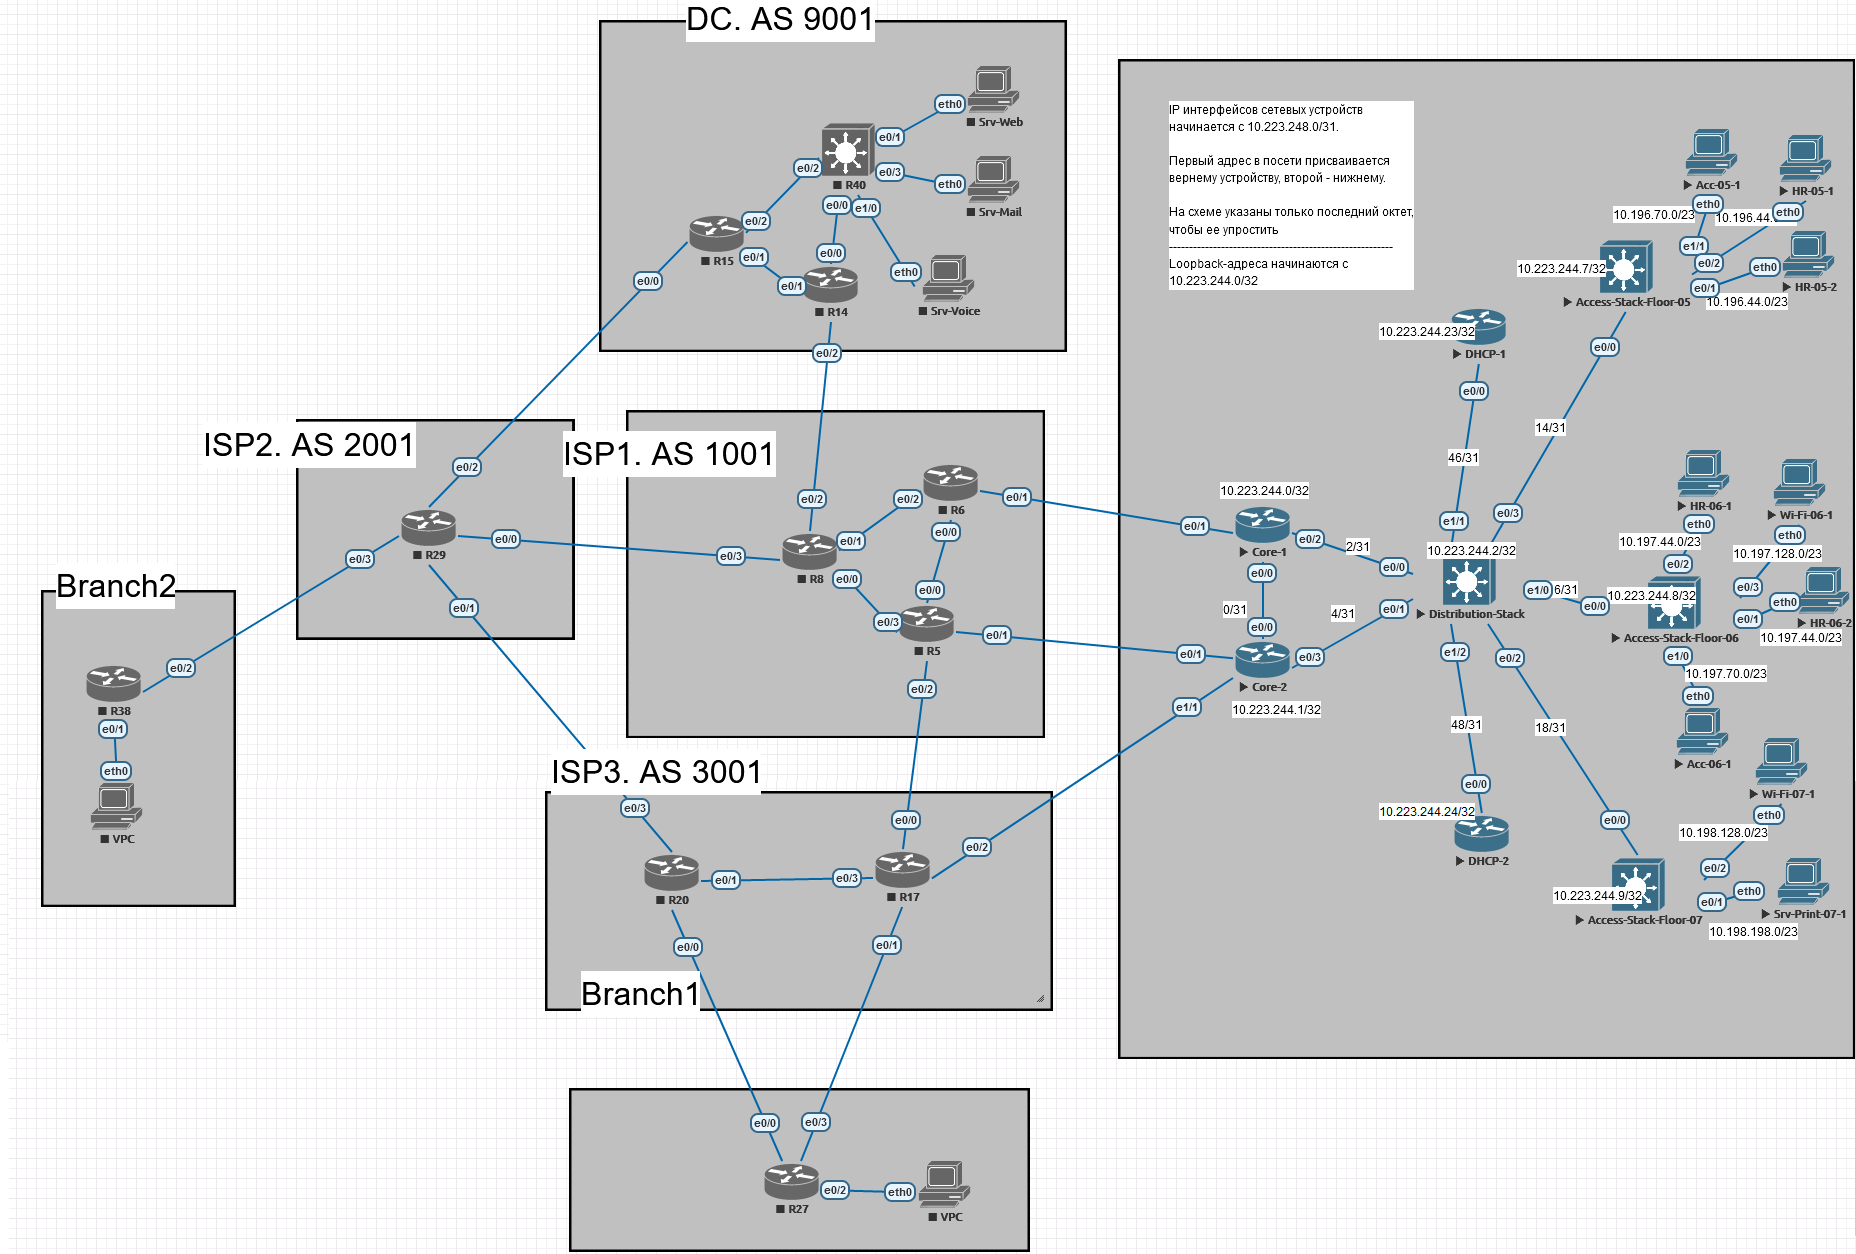 DC. AS 9001
eth0
Srv-Web
e0/1
e0/2
e0/3
eth0
R40
Srv-Mail
e0/0
e1/0
e0/2
R15
e0/1
e0/0
eth0
e0/0
e0/1
R14
Srv-Voice
e0/2
ISP2. AS 2001
e0/2
e0/0
R29
e0/3
e0/1
ISP1. AS 1001
R6
e0/2
e0/1
e0/2
e0/1
e0/0
e0/3
R8
e0/0
e0/0
e0/3
e0/1
R5
e0/2
Branch2
e0/2
R38
e0/1
eth0
VPC
ISP3. AS 3001
e0/3
e0/0
e0/2
e0/1
e0/3
R20
R17
e0/0
e0/1
Branch1
e0/0
e0/3
e0/2
eth0
R27
VPC
IP интерфейсов сетевых устройств
начинается с 10.223.248.0/31.
Первый адрес в посети присваивается
вернему устройству, второй - нижнему.
На схеме указаны только последний октет,
чтобы ее упростить
Loopback-адреса начинаются с
10.223.244.0/32
Acc-05-1
HR-05-1
eth0
eth0
10.196.70.0/23
10.196.44.
e1/1
e0/2
eth0
e0/1
HR-05-2
10.196.44.0/23
10.223.244.7/32
Access-Stack-Floor-05
e0/0
10.223.244.23/32
DHCP-1
e0/0
14/31
46/31
e1/1
e0/3
10.223.244.0/32
e0/1
e0/2
Core-1
2/31
e0/0
e0/0
10.223.244.2/32
Distribution-Stack
0/31
4/31
e0/1
e0/0
e0/1
e0/3
Core-2
e1/1
10.223.244.1/32
e1/0
6/31
e0/0
e1/2
e0/2
48/31
18/31
HR-06-1
Wi-Fi-06-1
eth0
eth0
10.197.44.0/23
10.197.128.0/23
e0/2
e0/3
10.223.244.8/32
eth0
e0/1
HR-06-2
Access-Stack-Floor-06
10.197.44.0/23
e1/0
10.197.70.0/23
eth0
Acc-06-1
e0/0
10.223.244.24/32
DHCP-2
Wi-Fi-07-1
eth0
10.198.128.0/23
e0/0
e0/2
10.223.244.9/32
eth0
e0/1
Access-Stack-Floor-07
Srv-Print-07-1
10.198.198.0/23